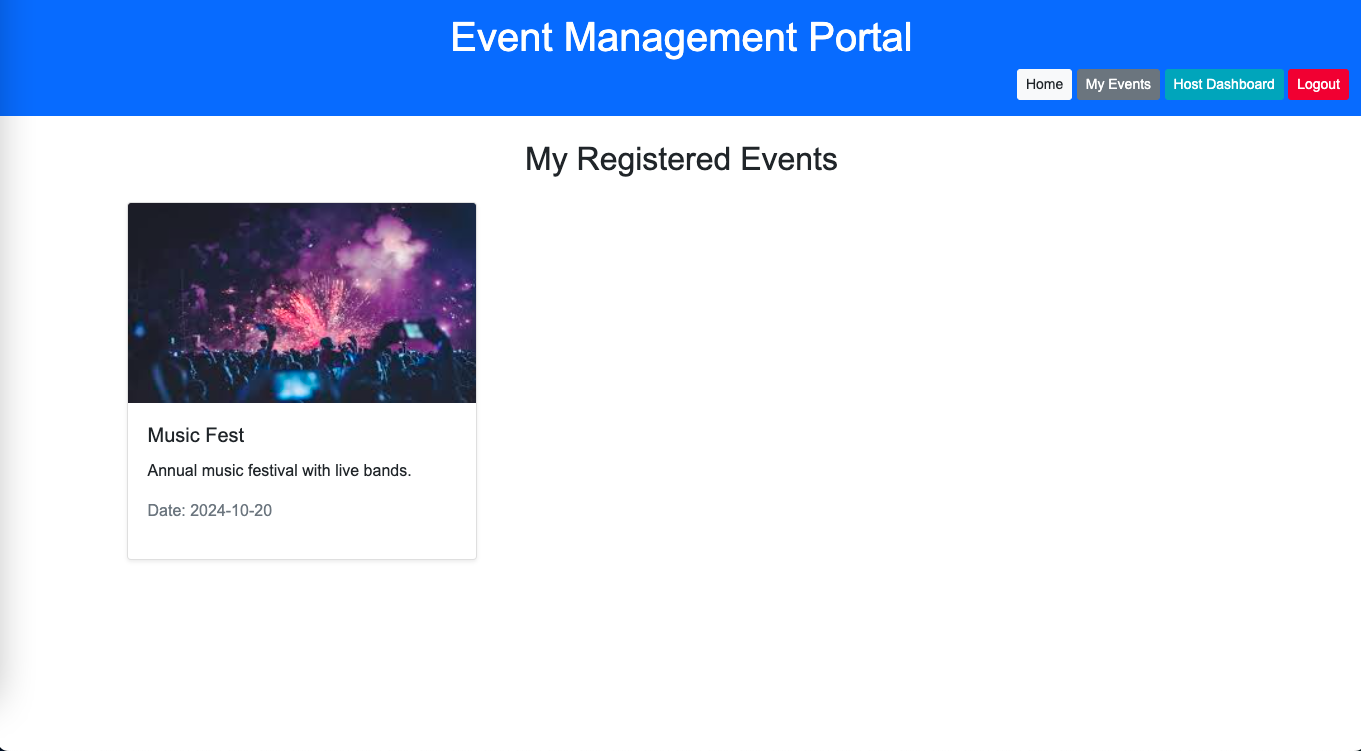 Event Management Portal
Home My Events Host Dashboard Logout
My Registered Events
Music Fest
Annual music festival with live bands.
Date: 2024-10-20